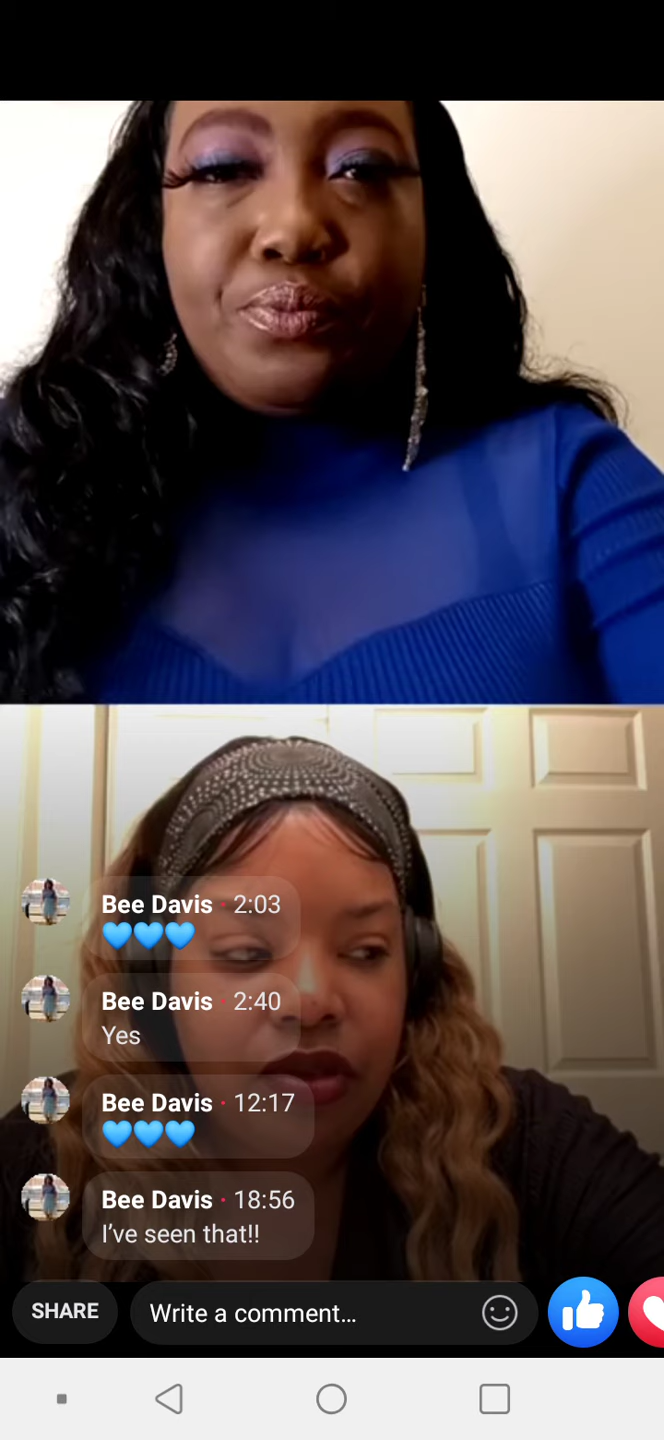 Bee Davis · 2:03
💙💙💙
Bee Davis · 2:40
Yes
Bee Davis · 12:17
💙💙💙
Bee Davis · 18:56
I’ve seen that!!
SHARE
Write a comment...